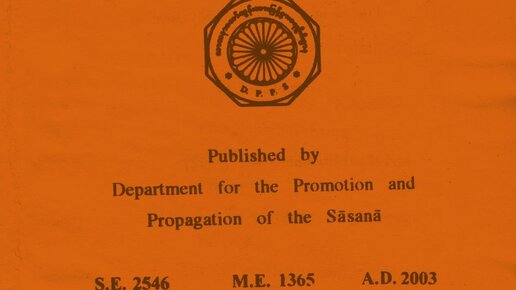 D. P. P. S.
Published by
Department for the Promotion and
Propagation of the Sāsanā
S.E. 2546 M.E. 1365 A.D. 2003